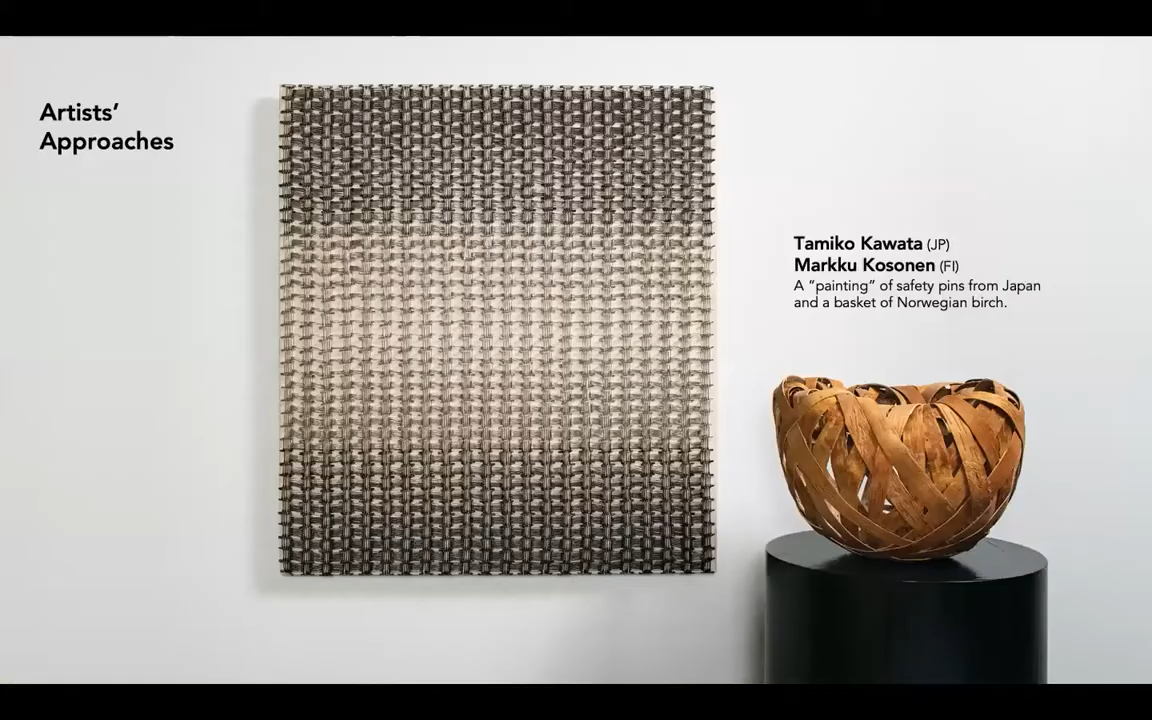 Artists’
Approaches
Tamiko Kawata (JP)
Markku Kosonen (FI)
A “painting” of safety pins from Japan
and a basket of Norwegian birch.